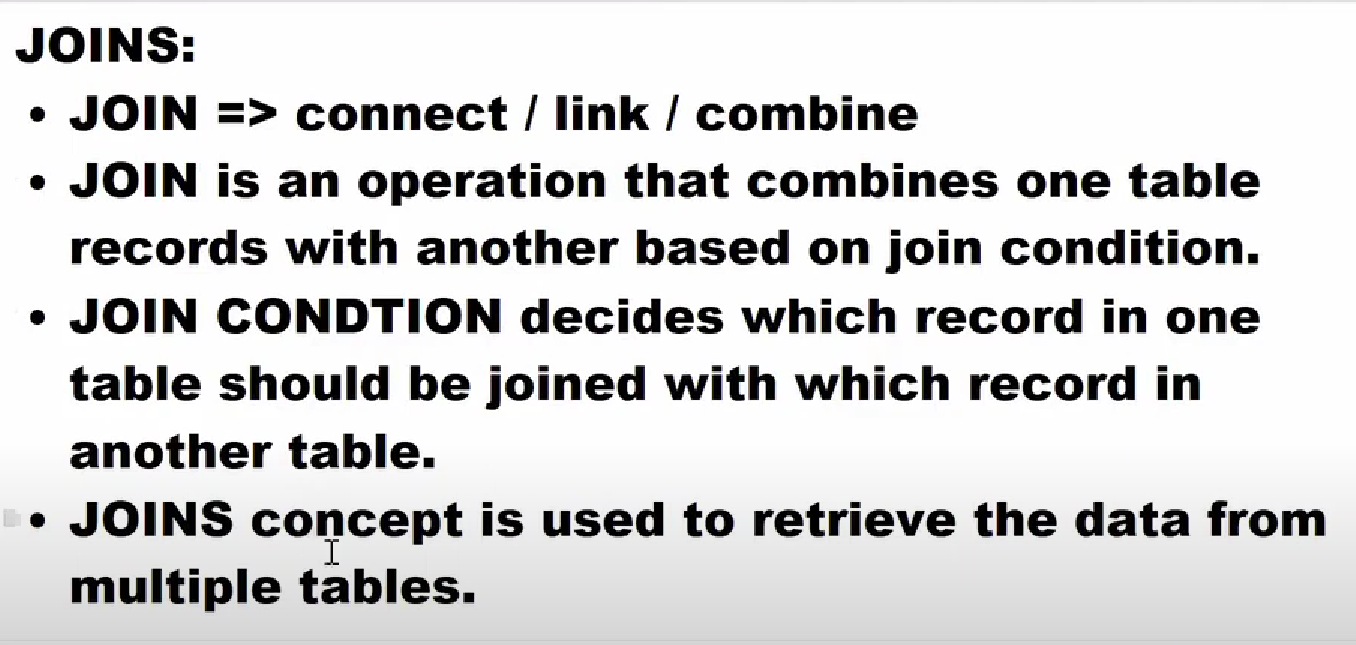 JOINS:
• JOIN => connect / link / combine
• JOIN is an operation that combines one table
records with another based on join condition.
• JOIN CONDTION decides which record in one
table should be joined with which record in
another table.
• JOINS concept is used to retrieve the data from
multiple tables.